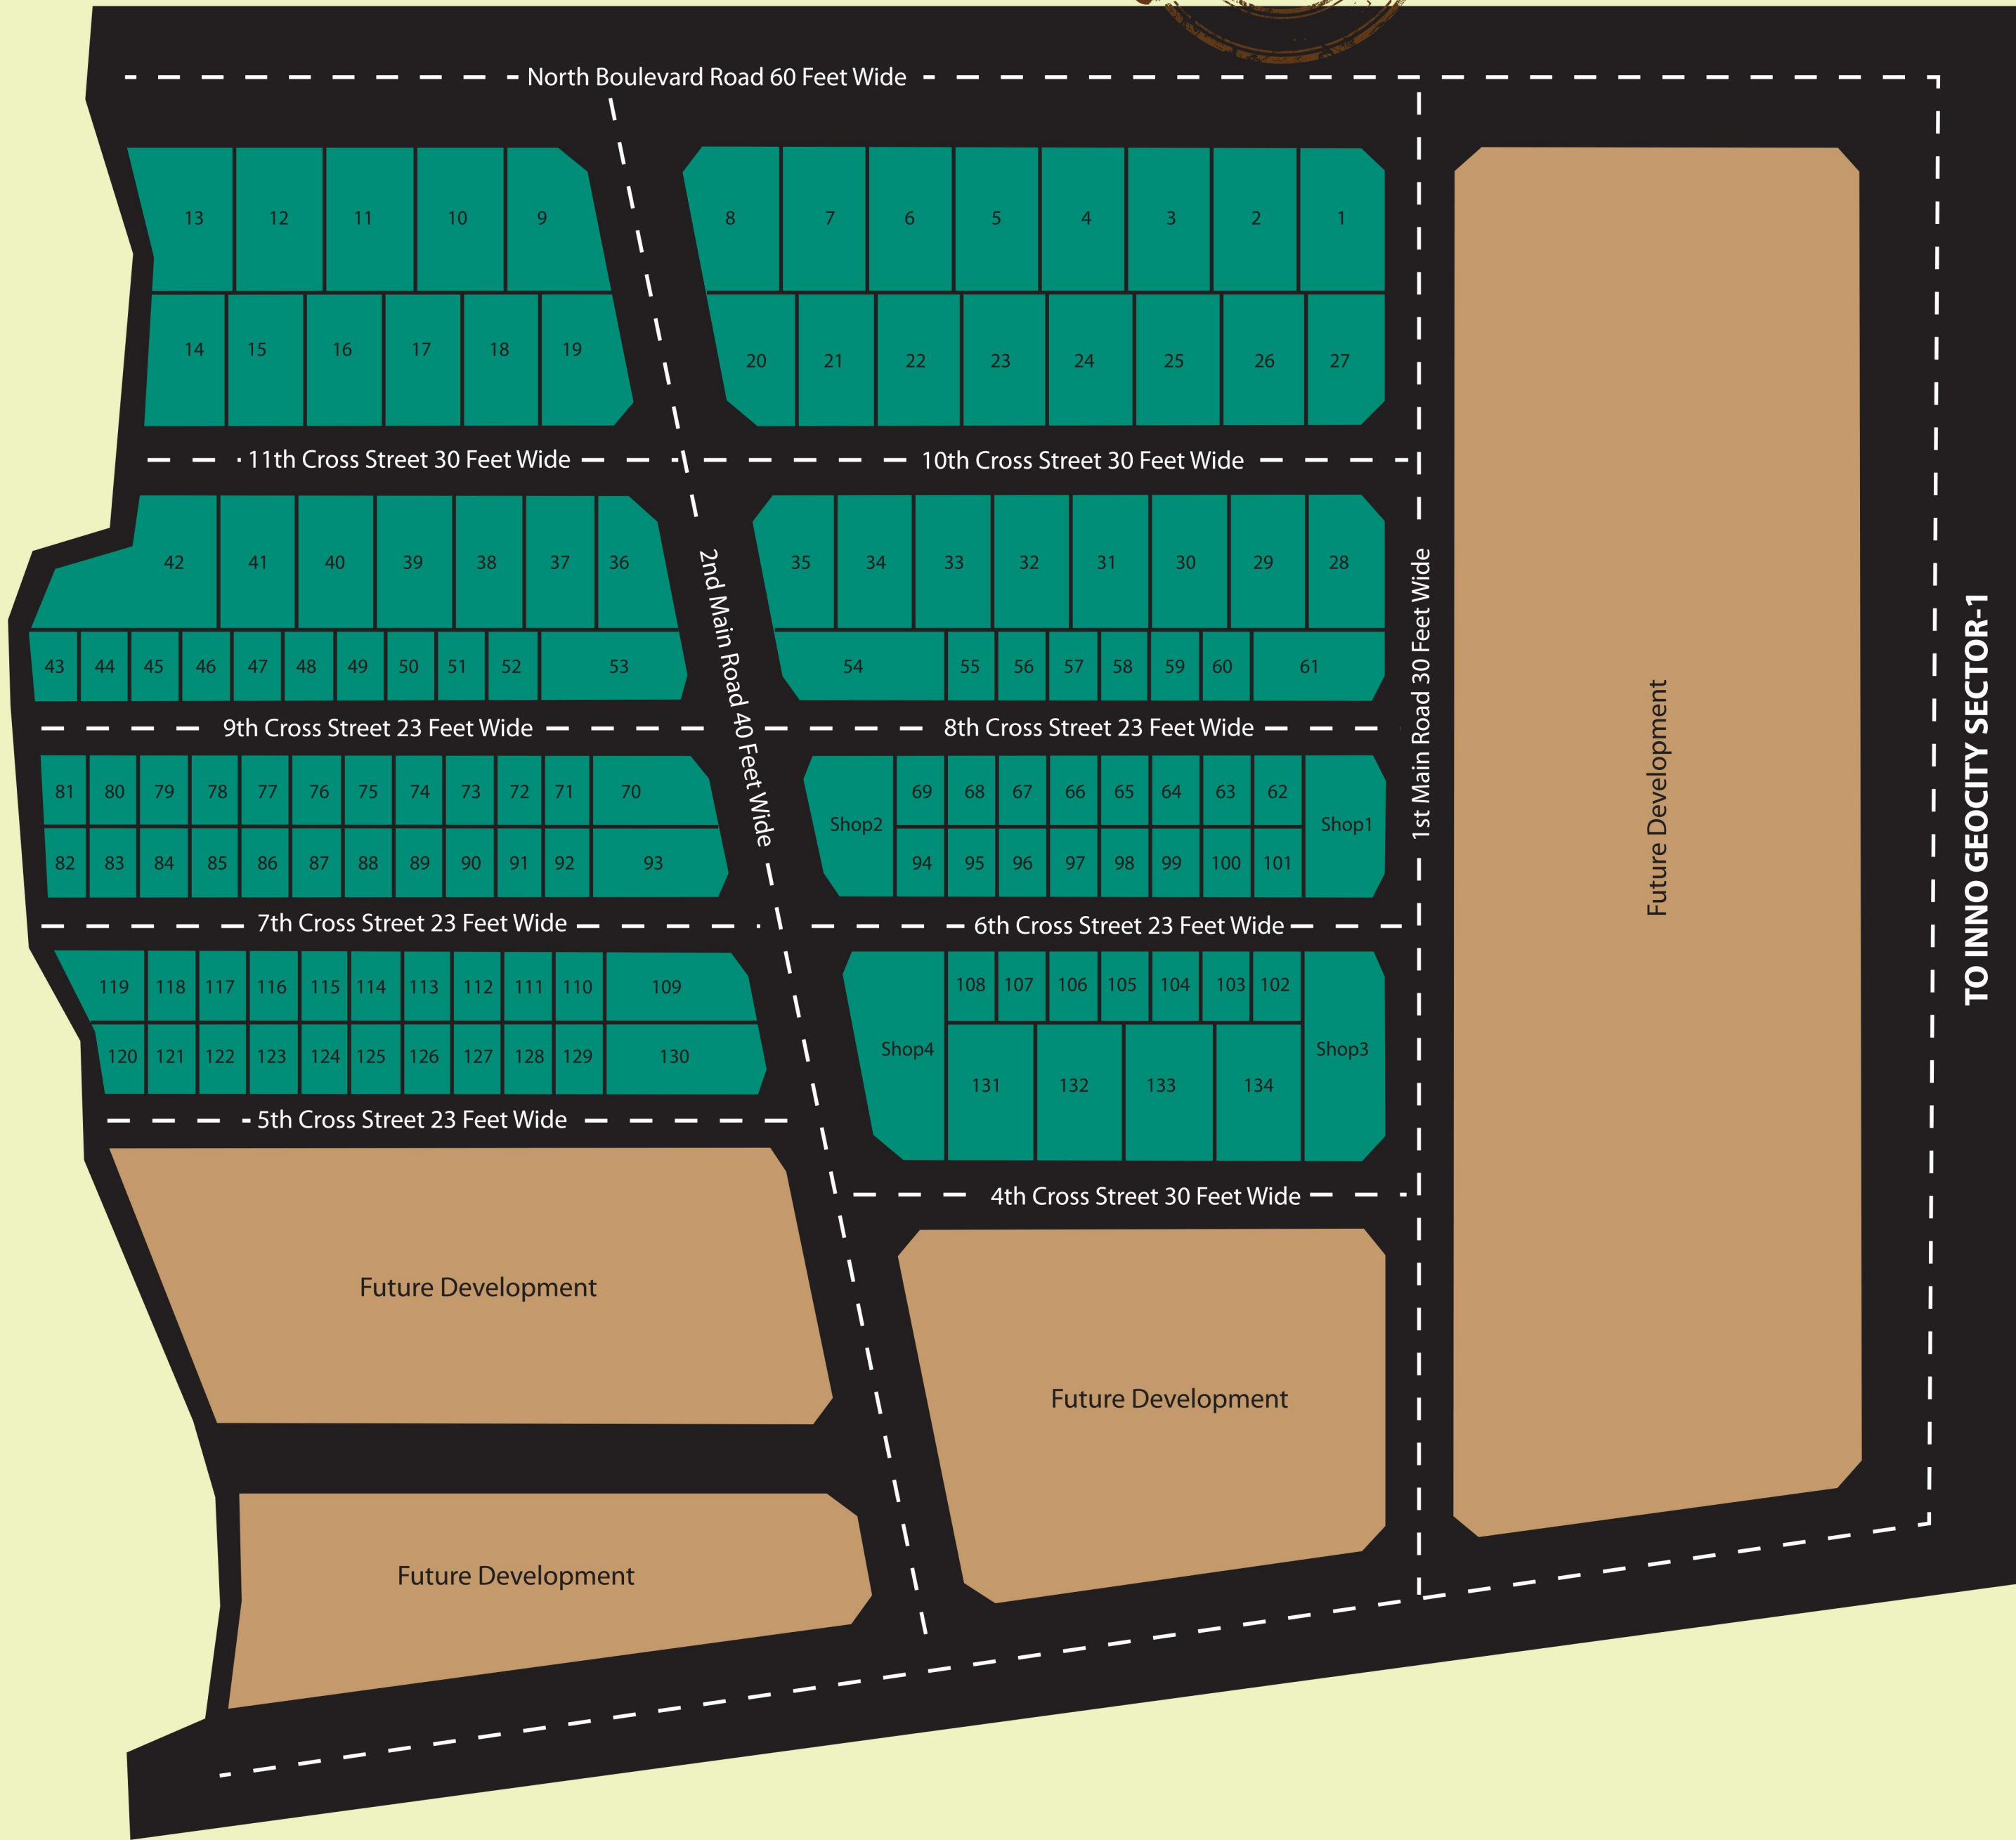 North Boulevard Road 60 Feet Wide
13 12 11 10 9
8 7 6 5 4 3 2 1
14 15 16 17 18 19
20 21 22 23 24 25 26 27
11th Cross Street 30 Feet Wide
10th Cross Street 30 Feet Wide
42 41 40 39 38 37 36
35 34 33 32 31 30 29 28
43 44 45 46 47 48 49 50 51 52 53
54 55 56 57 58 59 60 61
2nd Main Road 40 Feet Wide
1st Main Road 30 Feet Wide
Future Development
TO INNO GEOCITY SECTOR-1
9th Cross Street 23 Feet Wide
8th Cross Street 23 Feet Wide
81 80 79 78 77 76 75 74 73 72 71 70
69 68 67 66 65 64 63 62
Shop2
Shop1
82 83 84 85 86 87 88 89 90 91 92 93
94 95 96 97 98 99 100 101
7th Cross Street 23 Feet Wide
6th Cross Street 23 Feet Wide
119 118 117 116 115 114 113 112 111 110 109
108 107 106 105 104 103 102
120 121 122 123 124 125 126 127 128 129 130
Shop4
Shop3
131 132 133 134
5th Cross Street 23 Feet Wide
4th Cross Street 30 Feet Wide
Future Development
Future Development
Future Development